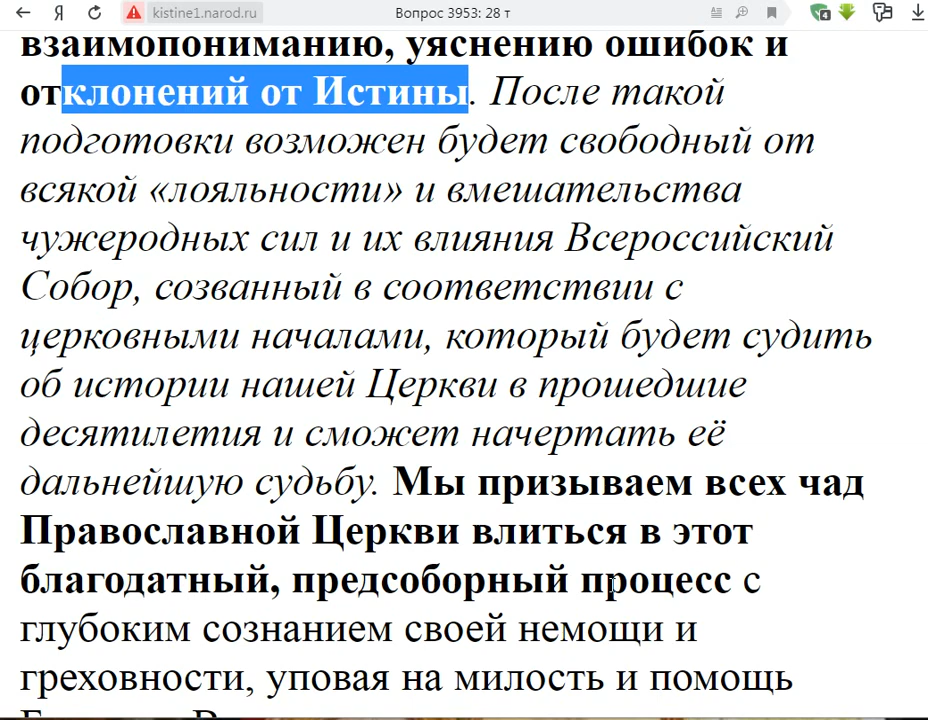 Я kistine1.narod.ru Вопрос 3953: 28 т 4
взаимопониманию, уяснению ошибок и
отклонений от Истины. После такой
подготовки возможен будет свободный от
всякой «лояльности» и вмешательства
чужеродных сил и их влияния Всероссийский
Собор, созванный в соответствии с
церковными началами, который будет судить
об истории нашей Церкви в прошедшие
десятилетия и сможет начертать её
дальнейшую судьбу. Мы призываем всех чад
Православной Церкви влиться в этот
благодатный, предсоборный процесс с
глубоким сознанием своей немощи и
греховности, уповая на милость и помощь